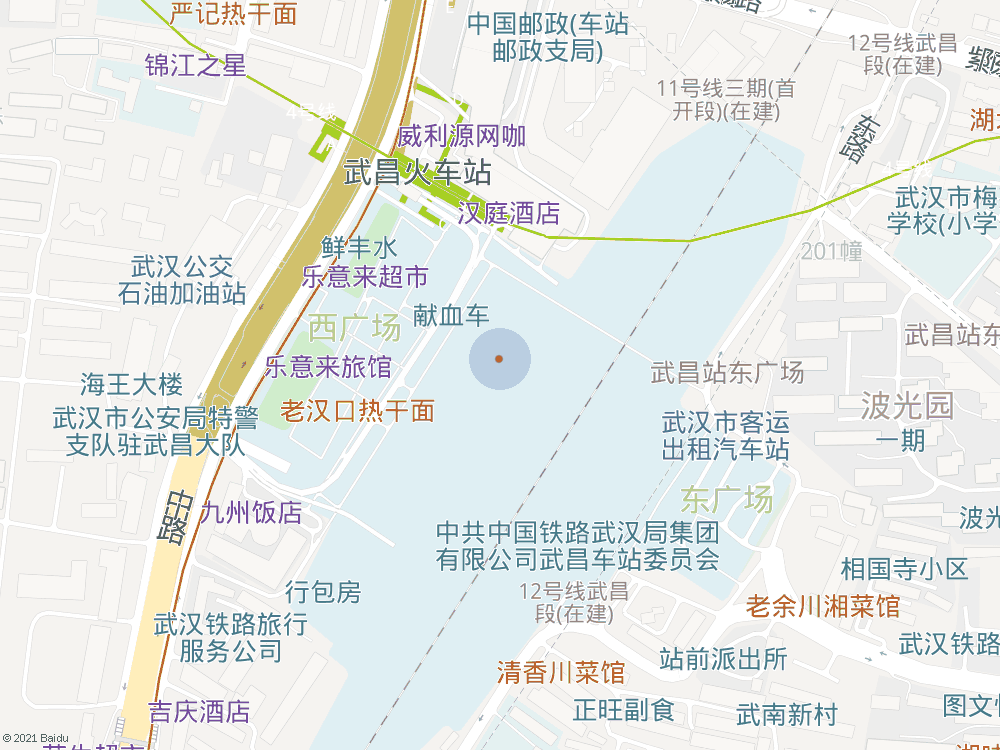 严记热干面
中国邮政(车站
邮政支局)
12号线武昌
段(在建)
锦江之星
11号线三期(首
开段)(在建)
4号线
威利源网咖
东路
武昌火车站
汉庭酒店
武汉市梅
学校(小学
鲜丰水
201幢
武汉公交
石油加油站
乐意来超市
献血车
西广场
武昌站东
乐意来旅馆
武昌站东广场
海王大楼
老汉口热干面
波光园
一期
武汉市公安局特警
支队驻武昌大队
武汉市客运
出租汽车站
东广场
中山路
九州饭店
波光
中共中国铁路武汉局集团
有限公司武昌车站委员会
相国寺小区
行包房
12号线武昌
段(在建)
老余川湘菜馆
武汉铁路旅行
服务公司
武汉铁路
站前派出所
清香川菜馆
吉庆酒店
正旺副食
武南新村
图文
© 2021 Baidu